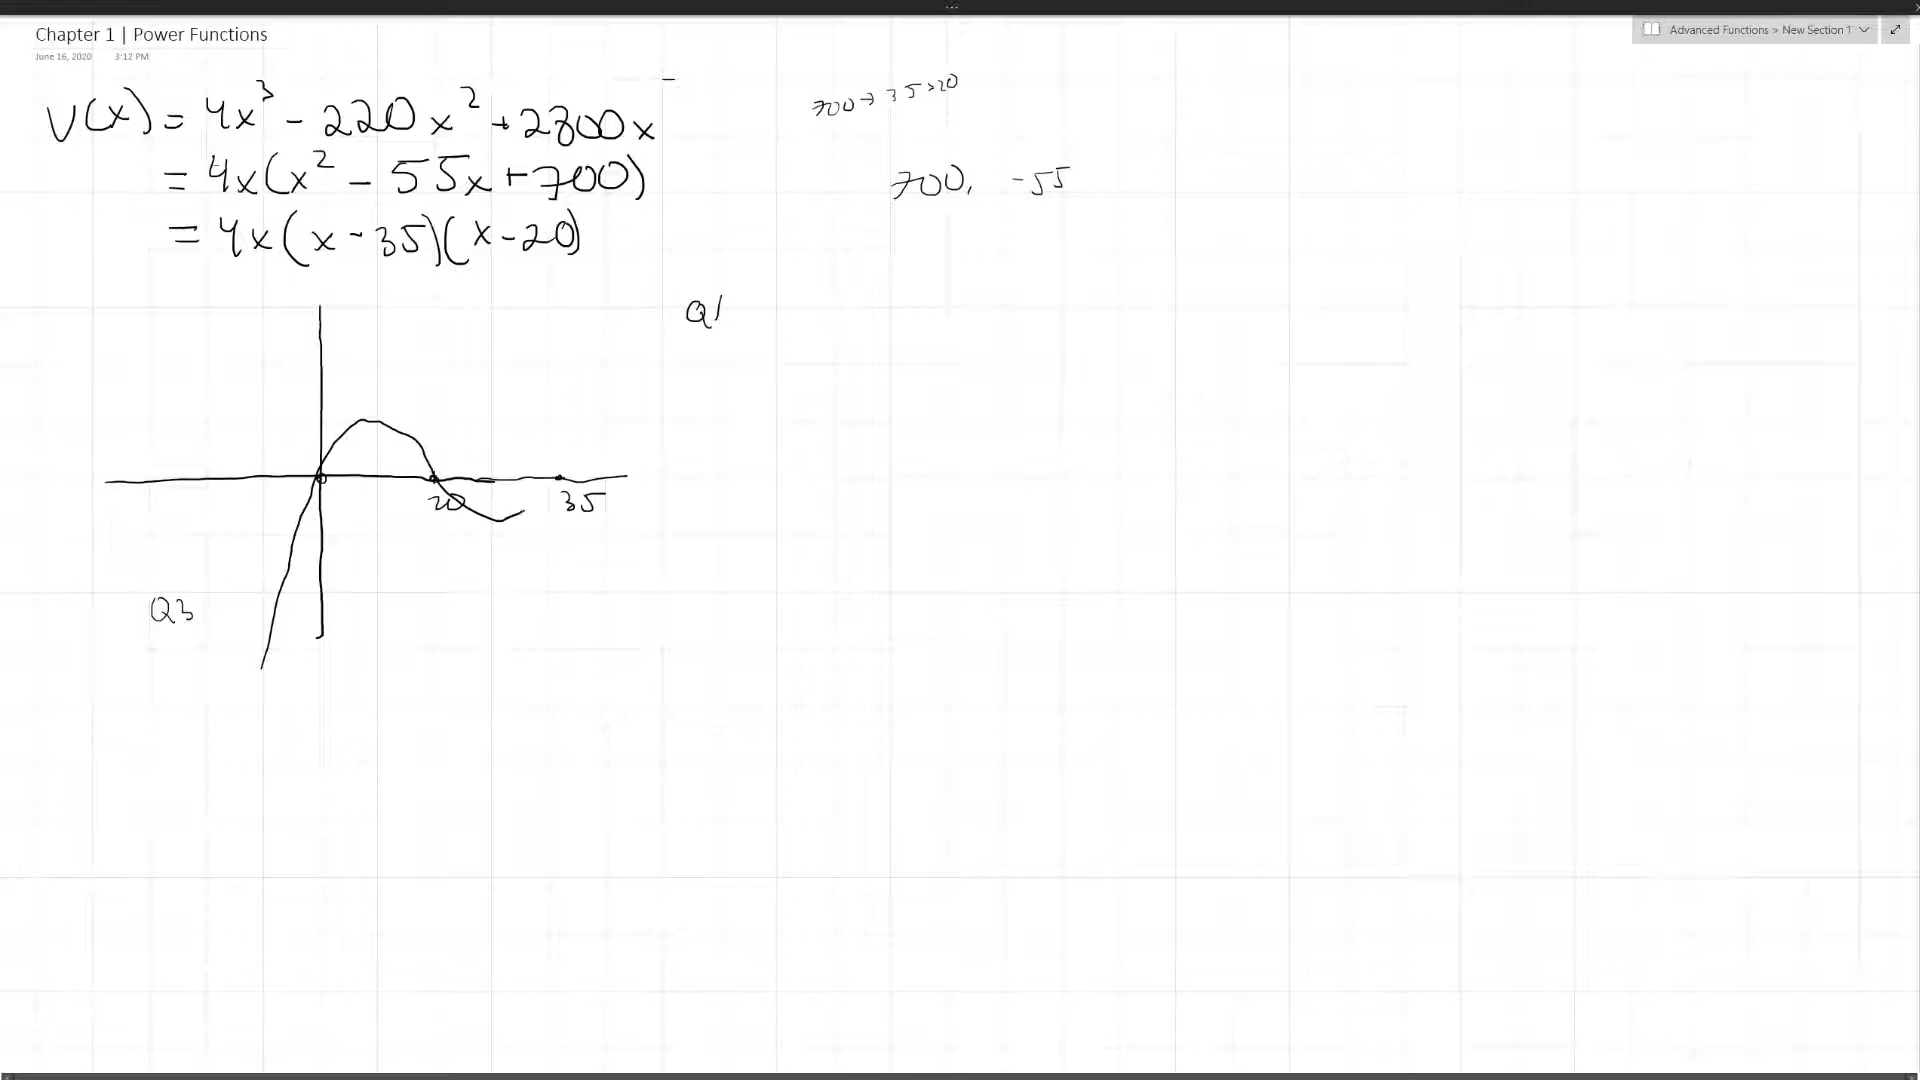 Chapter 1 | Power Functions
Advanced Functions > New Section 1
June 16, 2020 3:12 PM
V(x) = 4x³ - 220x² + 2800x
= 4x(x² - 55x + 700)
= 4x(x - 35)(x - 20)
700 → 35 × 20
700, -55
Q1
20 35
Q3